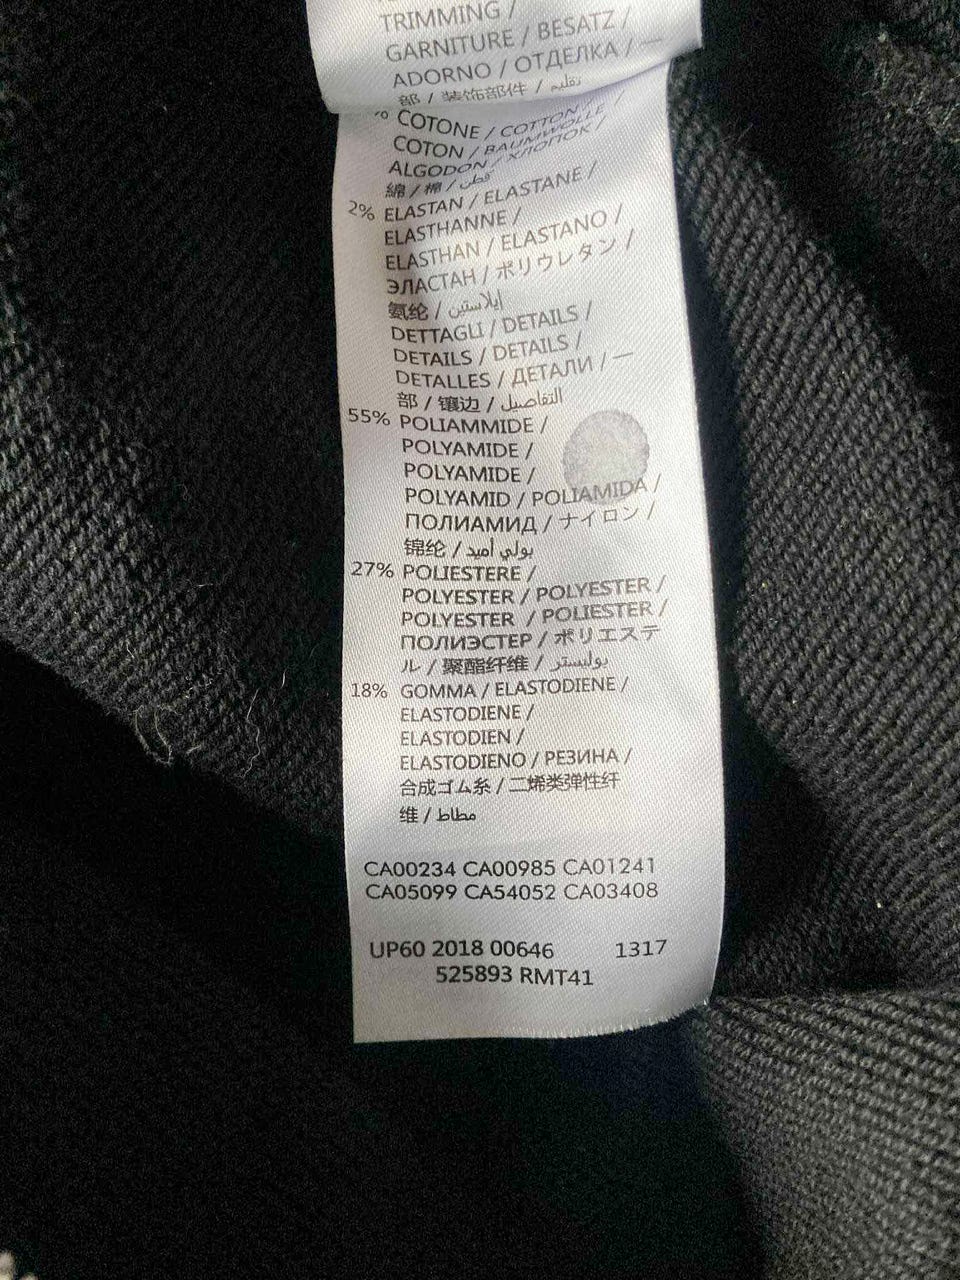 TRIMMING /
GARNITURE / BESATZ /
ADORNO / ОТДЕЛКА / 一
部 / 装饰部件 / تقليم
% COTONE / COTTON /
COTON / BAUMWOLLE /
ALGODON / ХЛОПОК /
綿 / 棉 / قطن
2% ELASTAN / ELASTANE /
ELASTHANNE /
ELASTHAN / ELASTANO /
ЭЛАСТАН / ポリウレタン /
氨纶 / إيلاستين
DETTAGLI / DETAILS /
DETAILS / DETAILS /
DETALLES / ДЕТАЛИ / 一
部 / 镶边 / التفاصيل
55% POLIAMMIDE /
POLYAMIDE /
POLYAMIDE /
POLYAMID / POLIAMIDA /
ПОЛИАМИД / ナイロン /
锦纶 / بولي أميد
27% POLIESTERE /
POLYESTER / POLYESTER /
POLYESTER / POLIESTER /
ПОЛИЭСТЕР / ポリエステ
ル / 聚酯纤维 / بوليستر
18% GOMMA / ELASTODIENE /
ELASTODIENE /
ELASTODIEN /
ELASTODIENO / РЕЗИНА /
合成ゴム糸 / 二烯类弹性纤
维 / مطاط
CA00234 CA00985 CA01241
CA05099 CA54052 CA03408
UP60 2018 00646 1317
525893 RMT41